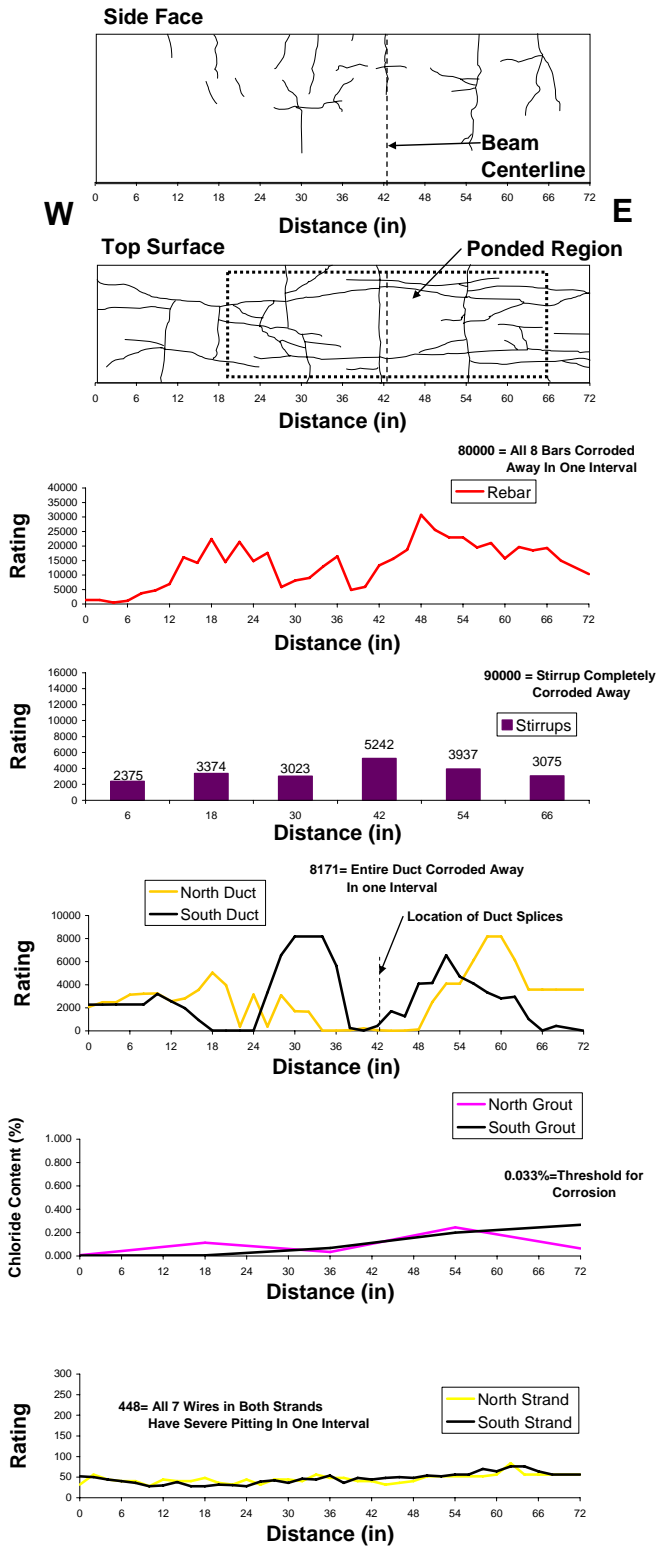 Side Face
Beam
Centerline
0 6 12 18 24 30 36 42 48 54 60 66 72
W
E
Distance (in)
Top Surface
Ponded Region
0 6 12 18 24 30 36 42 48 54 60 66 72
Distance (in)
80000 = All 8 Bars Corroded
Away In One Interval
Rebar
Rating
40000
35000
30000
25000
20000
15000
10000
5000
0
0 6 12 18 24 30 36 42 48 54 60 66 72
Distance (in)
90000 = Stirrup Completely
Corroded Away
Stirrups
Rating
16000
14000
12000
10000
8000
6000
4000
2000
0
2375 3374 3023 5242 3937 3075
6 18 30 42 54 66
Distance (in)
8171= Entire Duct Corroded Away
In one Interval
North Duct
South Duct
Location of Duct Splices
Rating
10000
8000
6000
4000
2000
0
0 6 12 18 24 30 36 42 48 54 60 66 72
Distance (in)
North Grout
South Grout
0.033%=Threshold for
Corrosion
Chloride Content (%)
1.000
0.800
0.600
0.400
0.200
0.000
0 6 12 18 24 30 36 42 48 54 60 66 72
Distance (in)
448= All 7 Wires in Both Strands
Have Severe Pitting In One Interval
North Strand
South Strand
Rating
300
250
200
150
100
50
0
0 6 12 18 24 30 36 42 48 54 60 66 72
Distance (in)